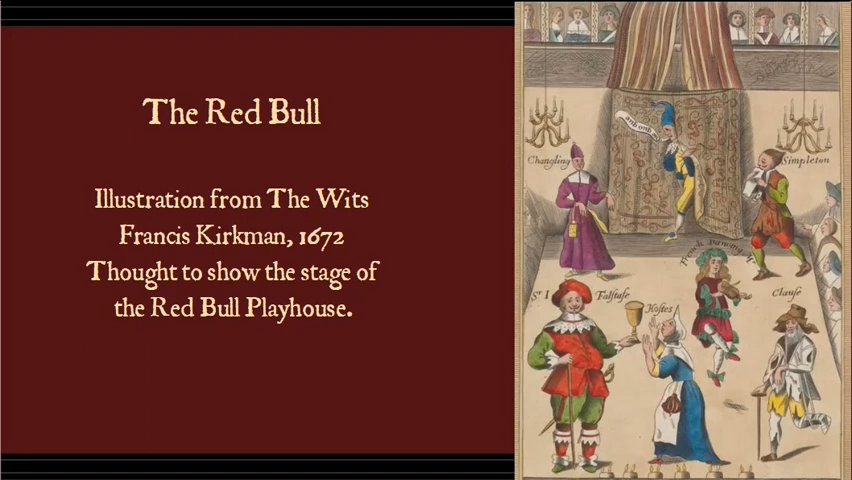 The Red Bull
Illustration from The Wits
Francis Kirkman, 1672
Thought to show the stage of
the Red Bull Playhouse.
Changling
Simpleton
French Dancing Mr
Sr I Falstafe
Hostes
Clause